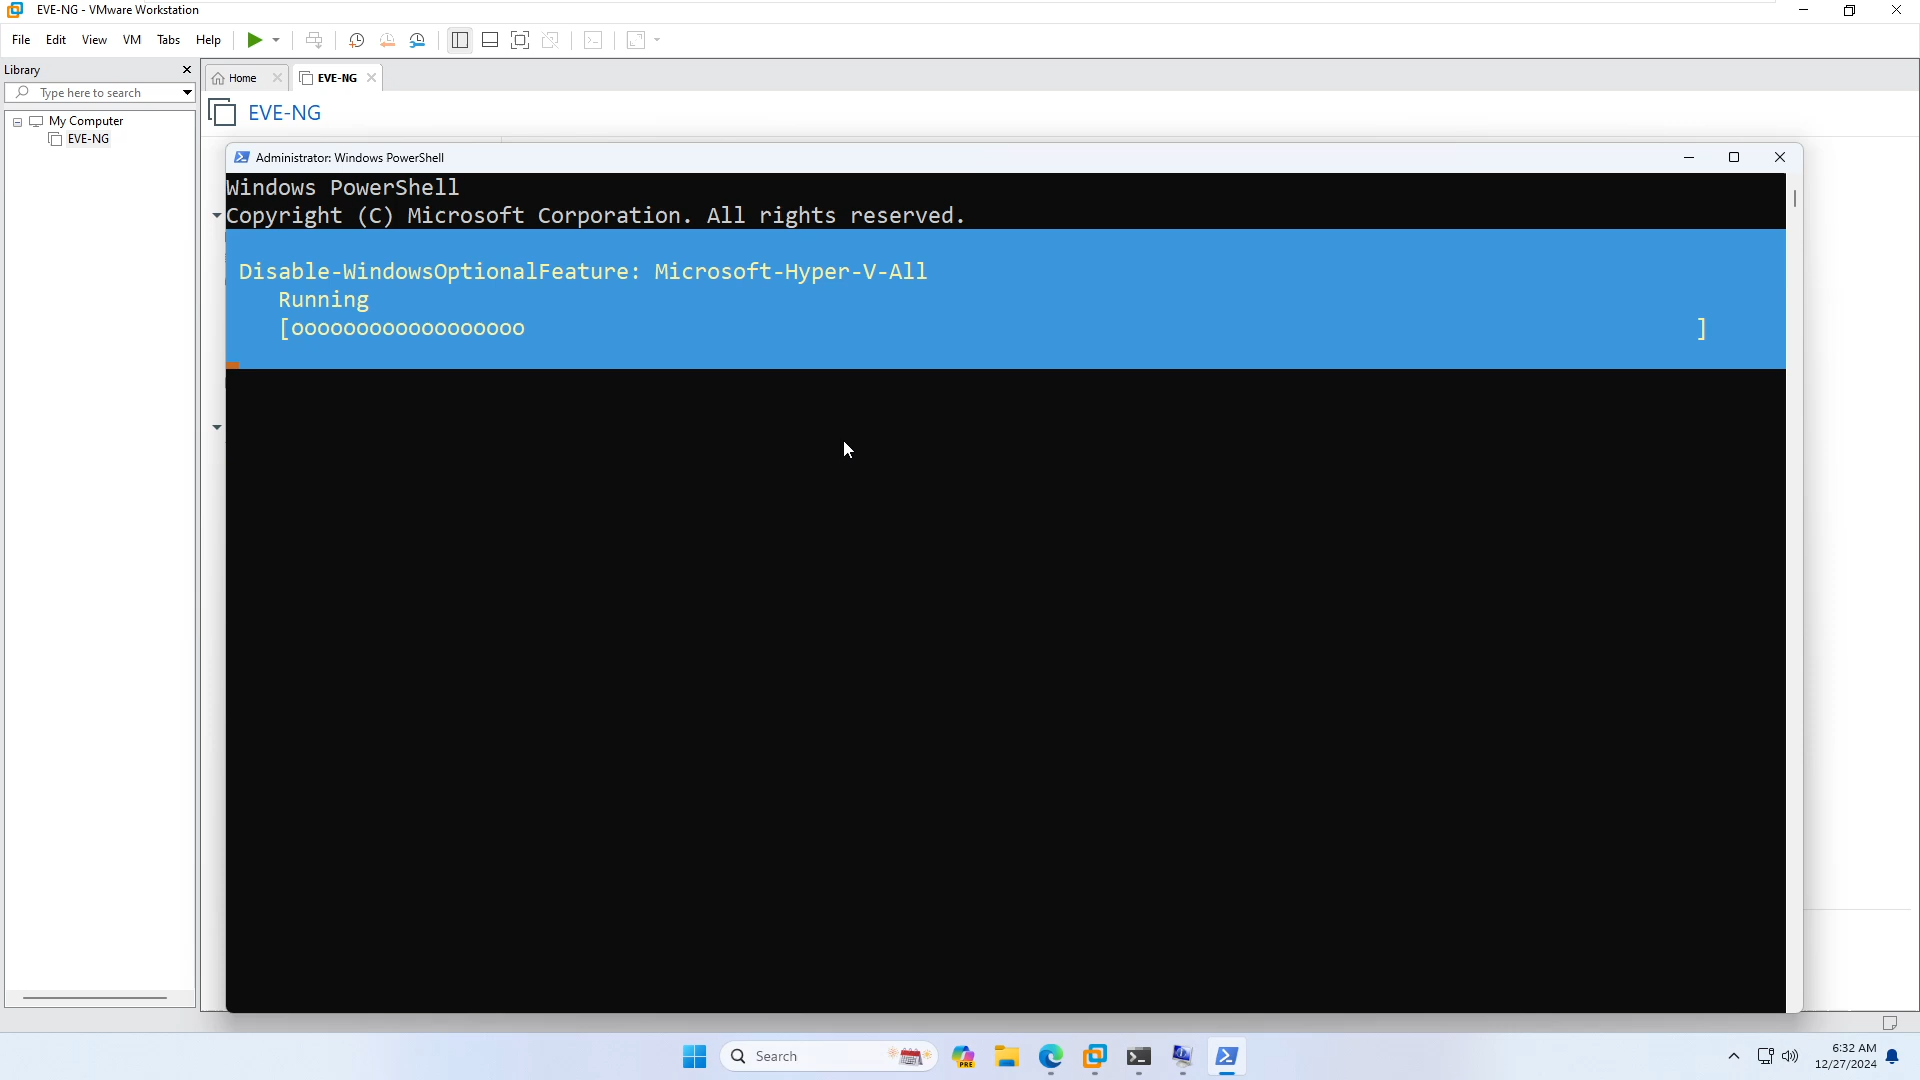 EVE-NG - VMware Workstation
File Edit View VM Tabs Help
Library
Home
EVE-NG
Type here to search
EVE-NG
My Computer
EVE-NG
Administrator: Windows PowerShell
Windows PowerShell
Copyright (C) Microsoft Corporation. All rights reserved.
Disable-WindowsOptionalFeature: Microsoft-Hyper-V-All
Running
[oooooooooooooooooo ]
Search
PRE
6:32 AM
12/27/2024